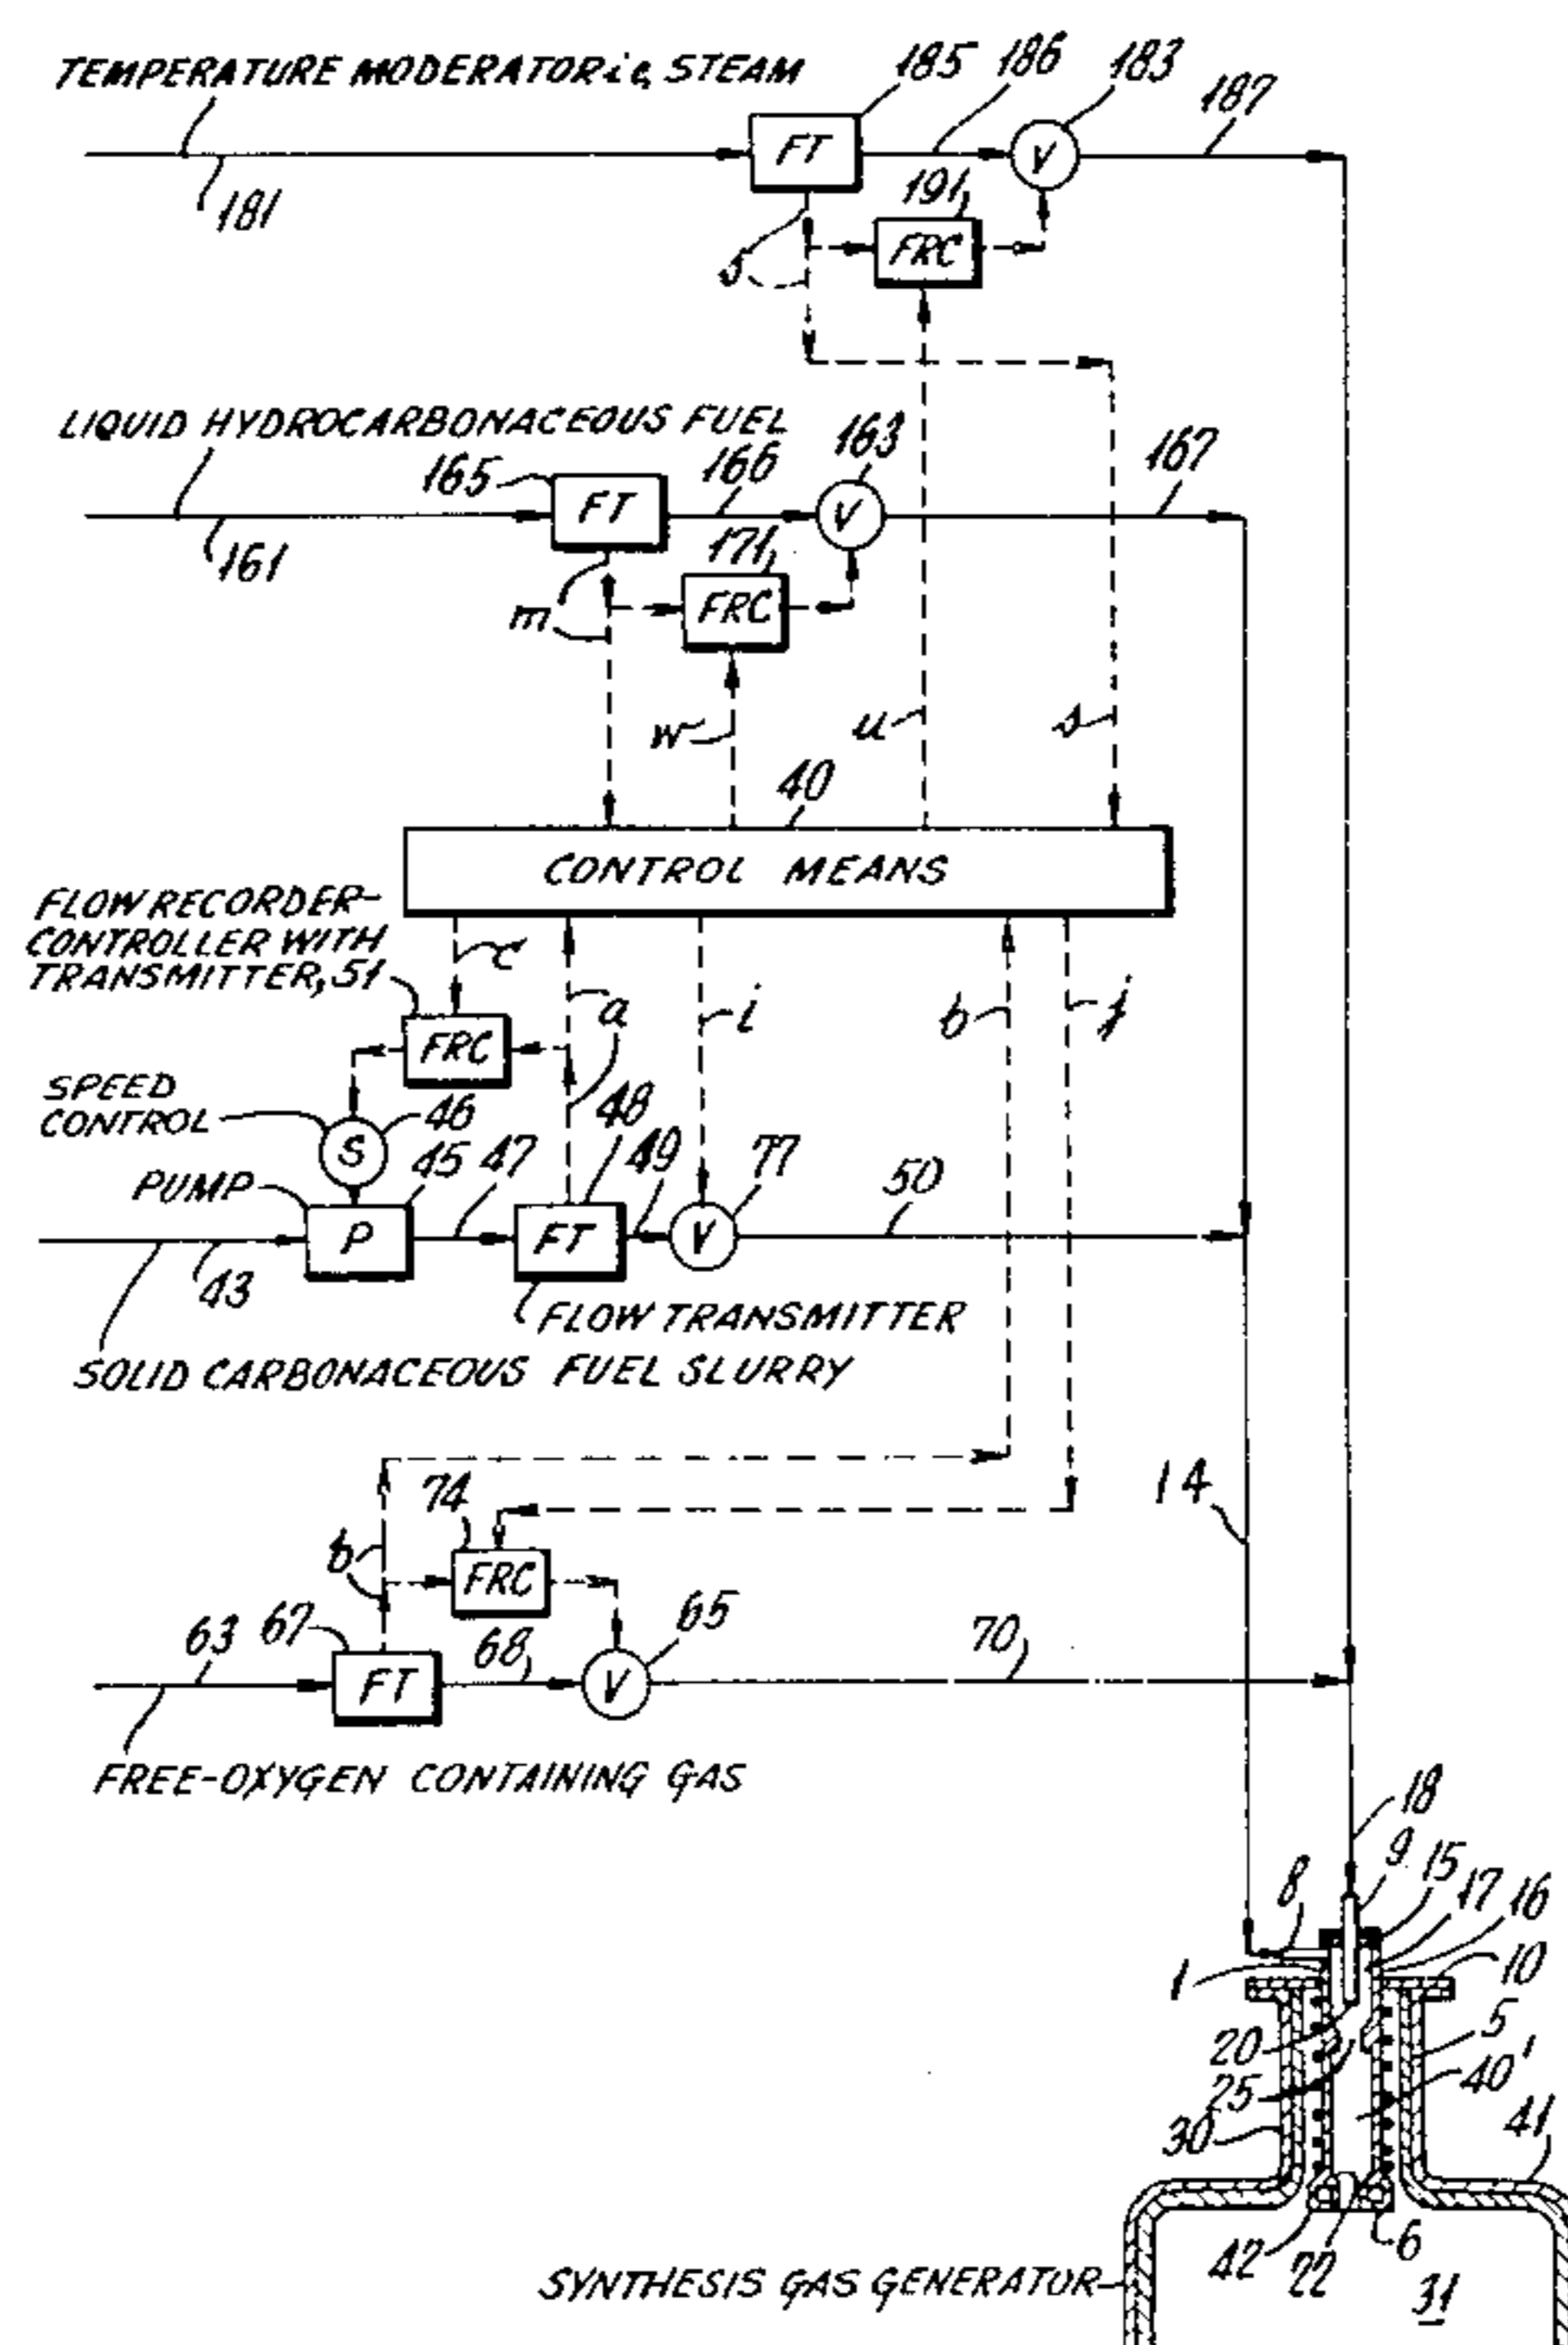 TEMPERATURE MODERATOR ie, STEAM
185
186
183
187
FT
V
181
191
s
FRC
LIQUID HYDROCARBONACEOUS FUEL
165
166
163
167
FT
V
161
171
m
FRC
w
u
s
40
CONTROL MEANS
FLOW RECORDER-
CONTROLLER WITH
TRANSMITTER, 51
c
a
i
b
j
FRC
SPEED
CONTROL
46
48
S
45
47
49
77
50
PUMP
P
FT
V
43
FLOW TRANSMITTER
SOLID CARBONACEOUS FUEL SLURRY
74
14
b
FRC
63
67
68
65
70
FT
V
FREE-OXYGEN CONTAINING GAS
18
9
15
8
17
16
1
10
20
5
25
40'
30
41
42
22
6
SYNTHESIS GAS GENERATOR
31